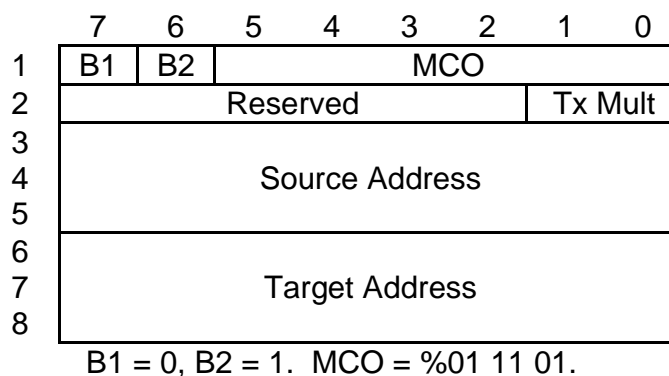 7 6 5 4 3 2 1 0
1 B1 B2 MCO
2 Reserved Tx Mult
3
4 Source Address
5
6
7 Target Address
8
B1 = 0, B2 = 1. MCO = %01 11 01.